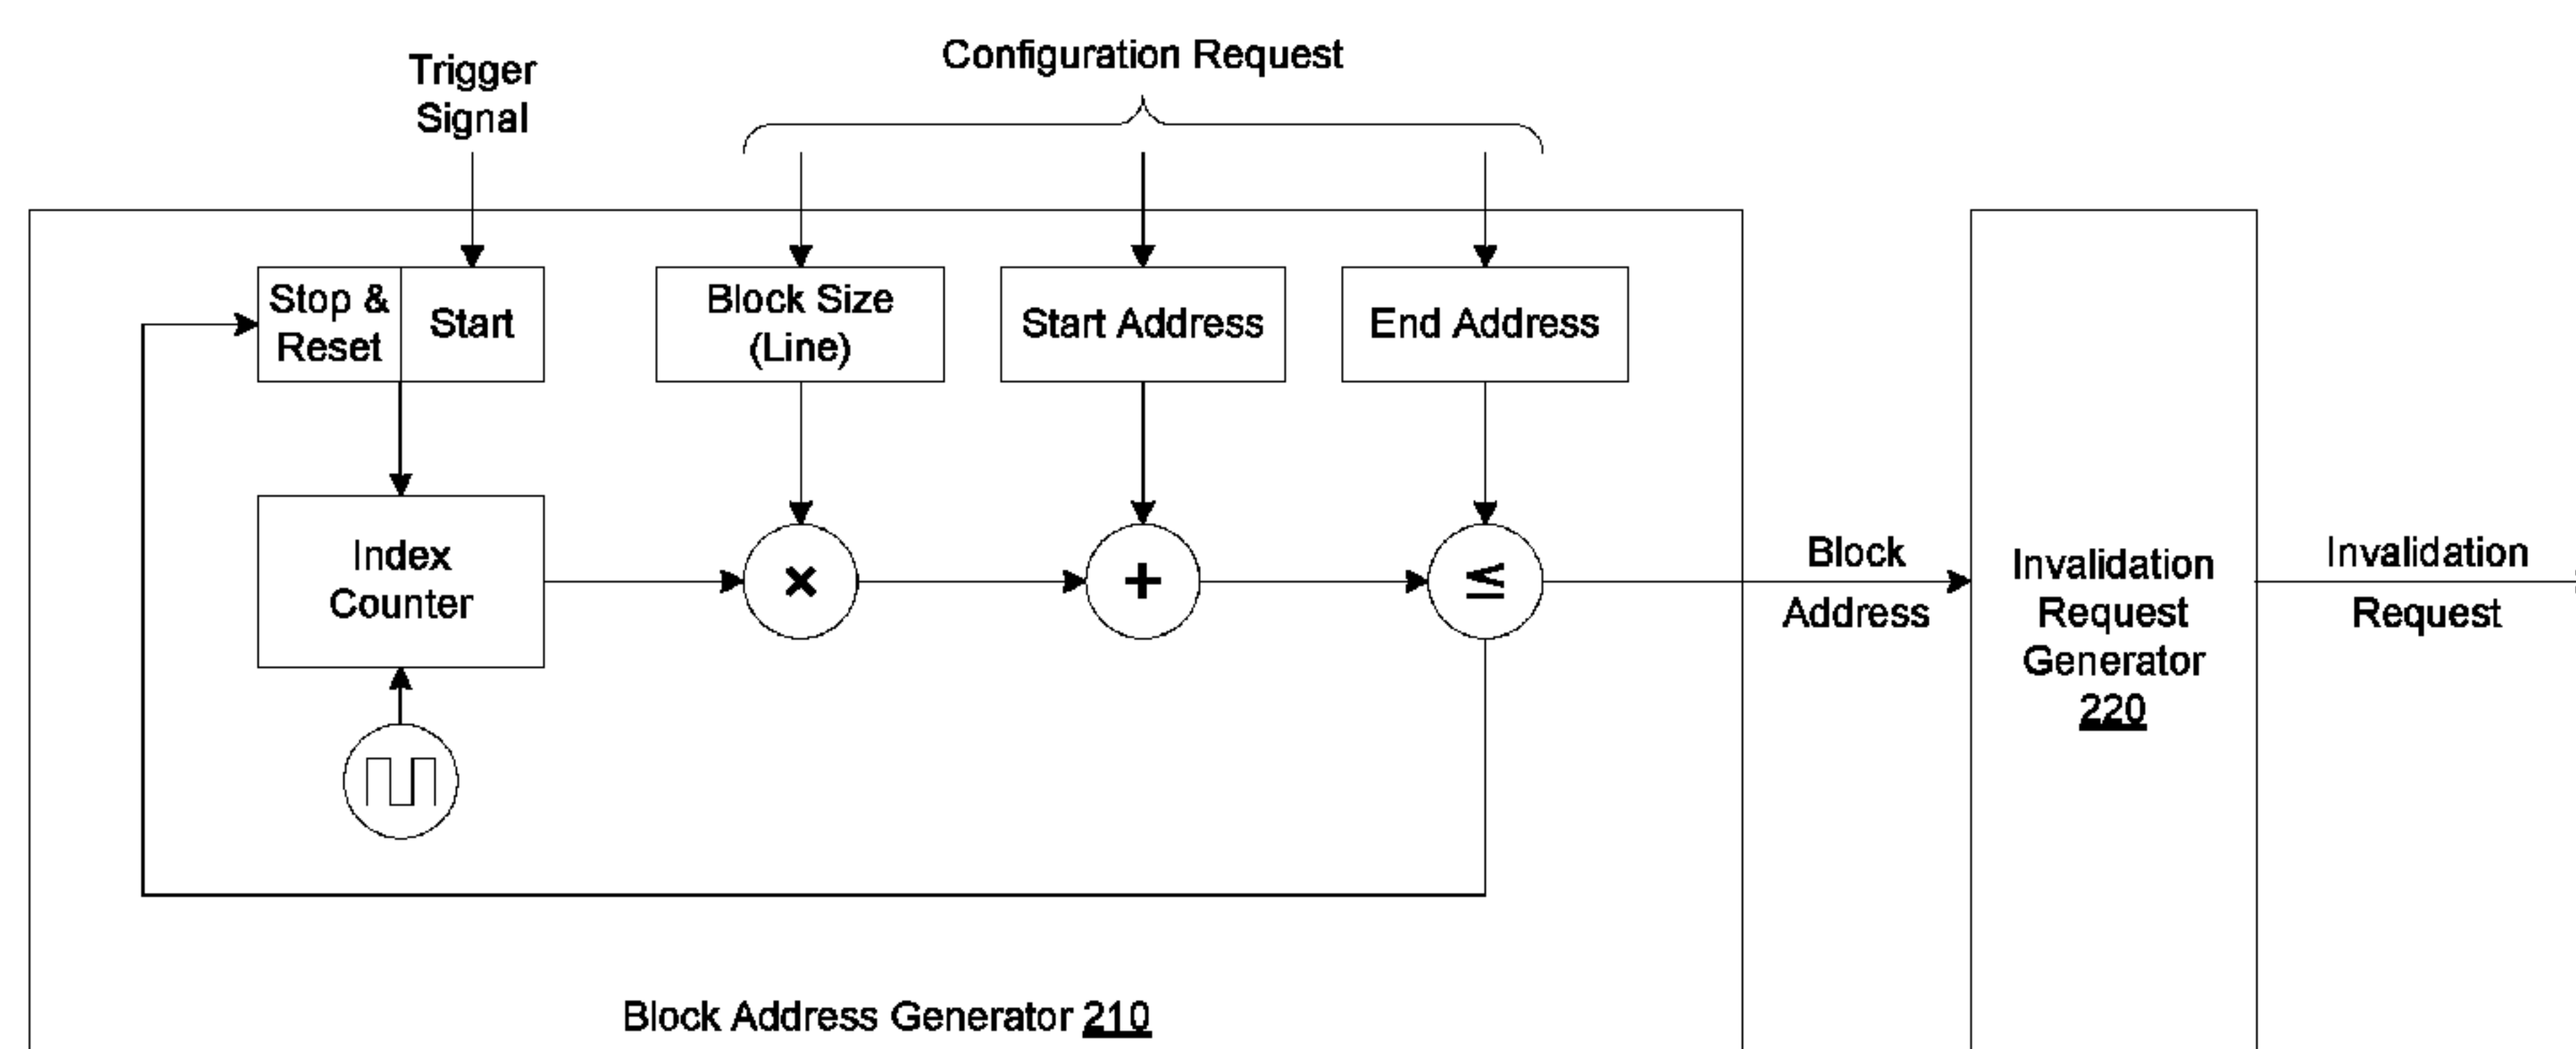 Configuration Request
Trigger
Signal
Stop &
Reset
Start
Block Size
(Line)
Start Address
End Address
Index
Counter
×
+
≤
Block
Address
Invalidation
Request
Generator
220
Invalidation
Request
Block Address Generator 210